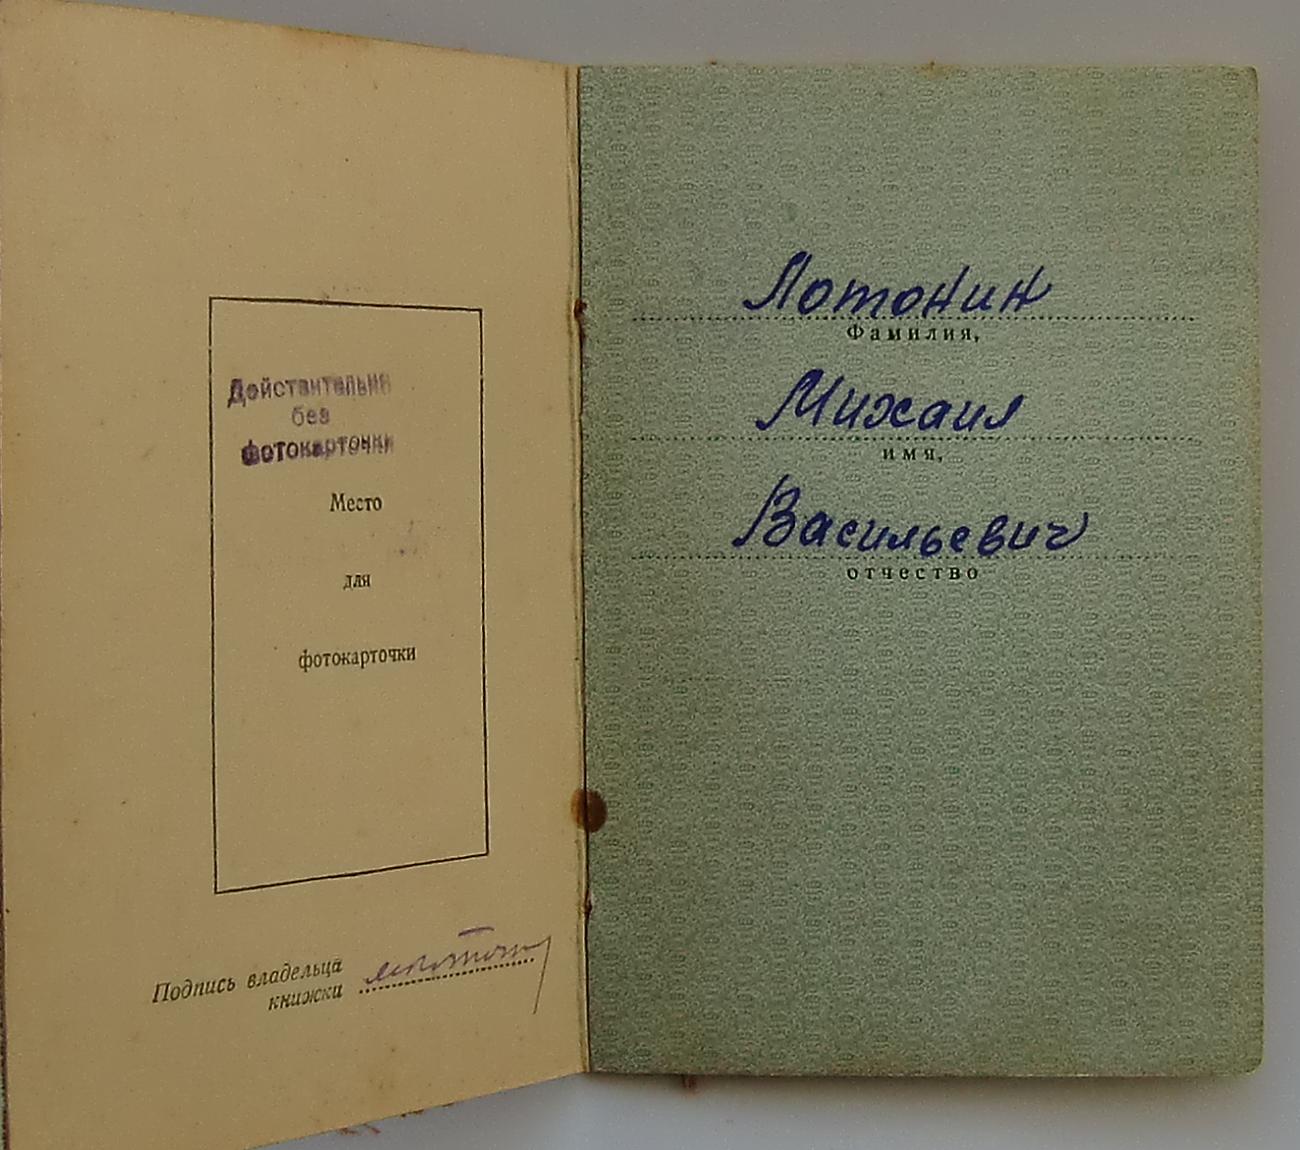 Действительна
без
фотокарточки
Место
для
фотокарточки
Подпись владельца
книжки
Лотонин
Фамилия,
Михаил
имя,
Васильевич
отчество